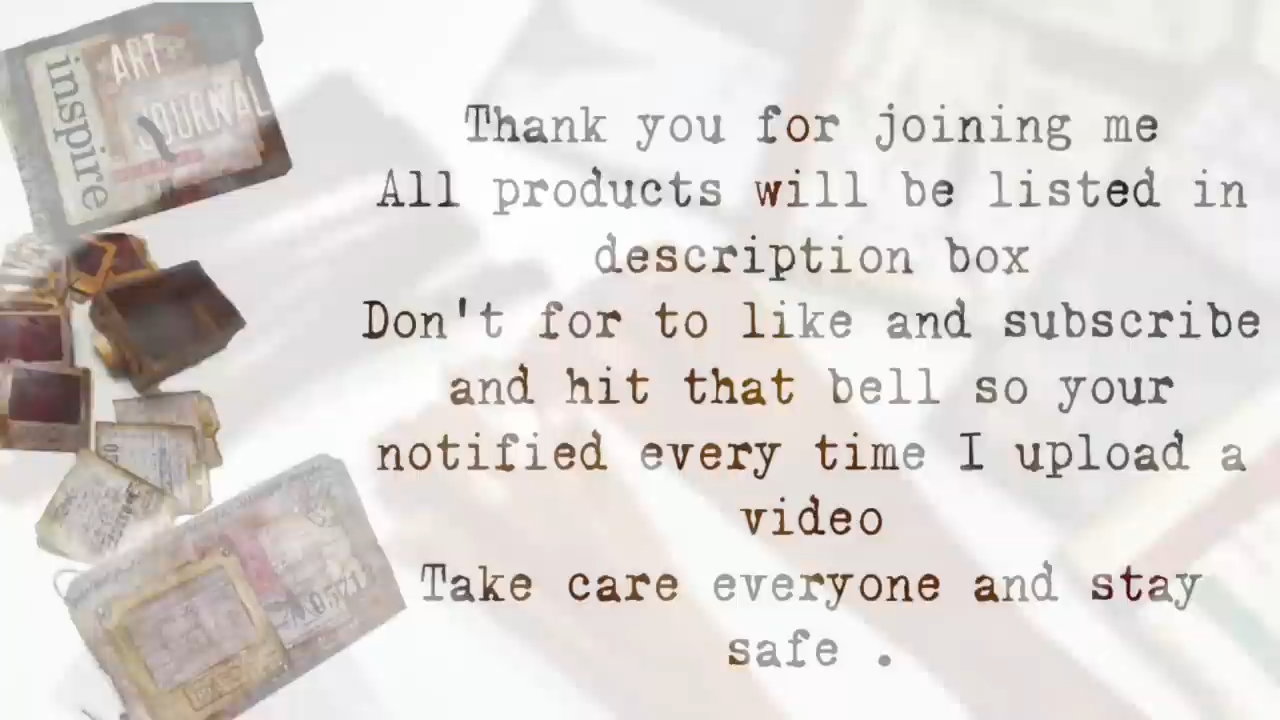 inspire
ART
JOURNAL
Thank you for joining me
All products will be listed in
description box
Don't for to like and subscribe
and hit that bell so your
notified every time I upload a
video
Take care everyone and stay
safe .